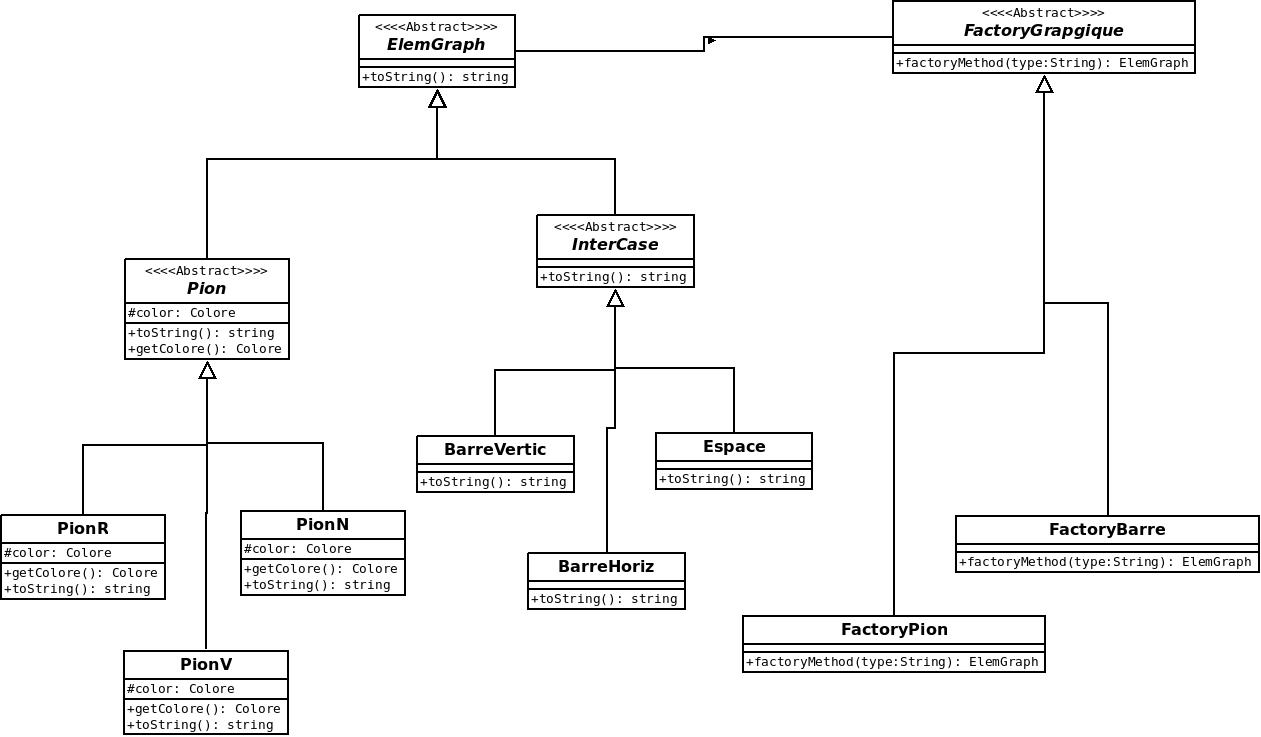 <<<<Abstract>>>>
ElemGraph
+toString(): string
<<<<Abstract>>>>
FactoryGrapgique
+factoryMethod(type:String): ElemGraph
<<<<Abstract>>>>
InterCase
+toString(): string
<<<<Abstract>>>>
Pion
#color: Colore
+toString(): string
+getColore(): Colore
BarreVertic
+toString(): string
Espace
+toString(): string
PionR
#color: Colore
+getColore(): Colore
+toString(): string
PionN
#color: Colore
+getColore(): Colore
+toString(): string
BarreHoriz
+toString(): string
FactoryBarre
+factoryMethod(type:String): ElemGraph
FactoryPion
+factoryMethod(type:String): ElemGraph
PionV
#color: Colore
+getColore(): Colore
+toString(): string